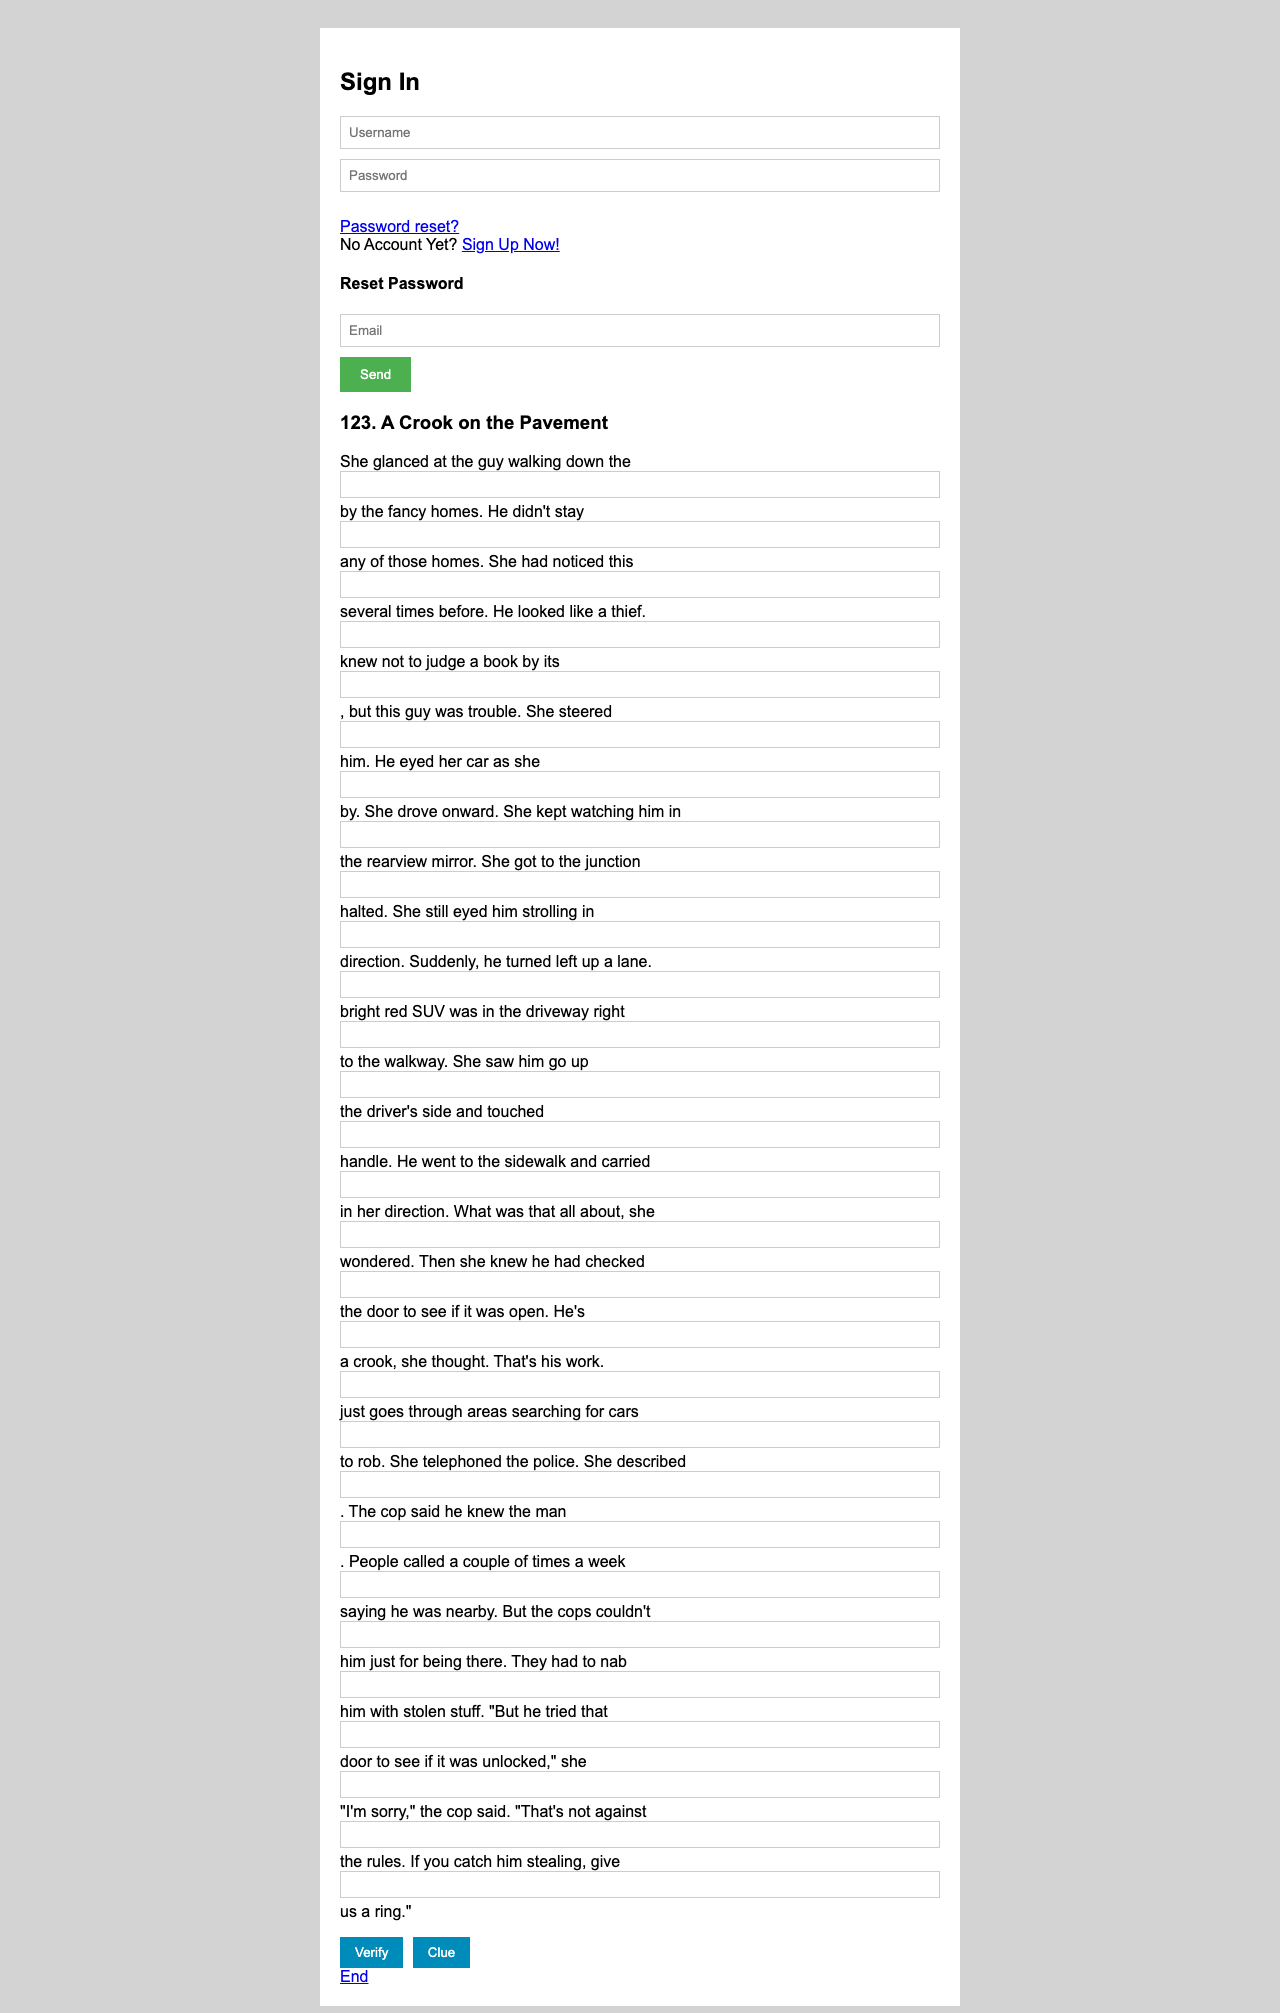 Sign In
Username
Password
Password reset?
No Account Yet? Sign Up Now!
Reset Password
Email
Send
123. A Crook on the Pavement
She glanced at the guy walking down the
by the fancy homes. He didn't stay
any of those homes. She had noticed this
several times before. He looked like a thief.
knew not to judge a book by its
, but this guy was trouble. She steered
him. He eyed her car as she
by. She drove onward. She kept watching him in
the rearview mirror. She got to the junction
halted. She still eyed him strolling in
direction. Suddenly, he turned left up a lane.
bright red SUV was in the driveway right
to the walkway. She saw him go up
the driver's side and touched
handle. He went to the sidewalk and carried
in her direction. What was that all about, she
wondered. Then she knew he had checked
the door to see if it was open. He's
a crook, she thought. That's his work.
just goes through areas searching for cars
to rob. She telephoned the police. She described
. The cop said he knew the man
. People called a couple of times a week
saying he was nearby. But the cops couldn't
him just for being there. They had to nab
him with stolen stuff. "But he tried that
door to see if it was unlocked," she
"I'm sorry," the cop said. "That's not against
the rules. If you catch him stealing, give
us a ring."
Verify Clue
End